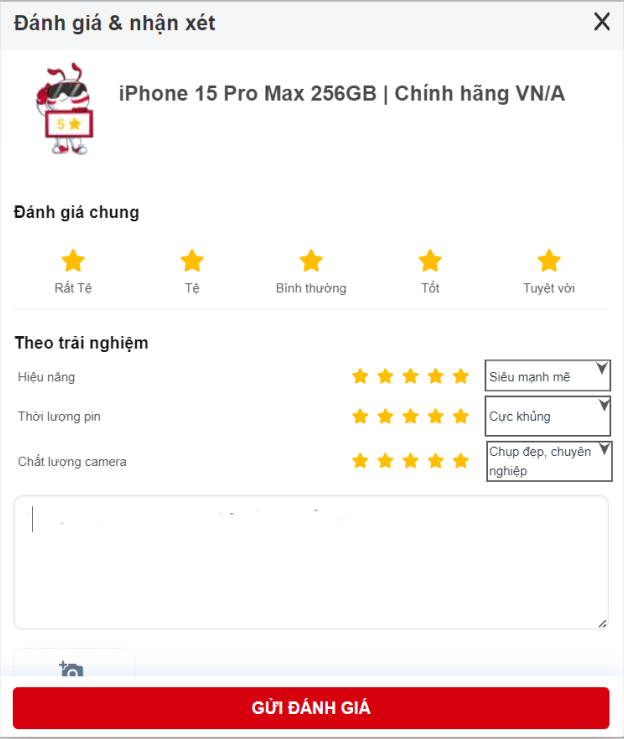 Đánh giá & nhận xét
iPhone 15 Pro Max 256GB | Chính hãng VN/A
5
Đánh giá chung
Rất Tệ
Tệ
Bình thường
Tốt
Tuyệt vời
Theo trải nghiệm
Hiệu năng
Siêu mạnh mẽ
Thời lượng pin
Cực khủng
Chất lượng camera
Chụp đẹp, chuyên
nghiệp
GỬI ĐÁNH GIÁ